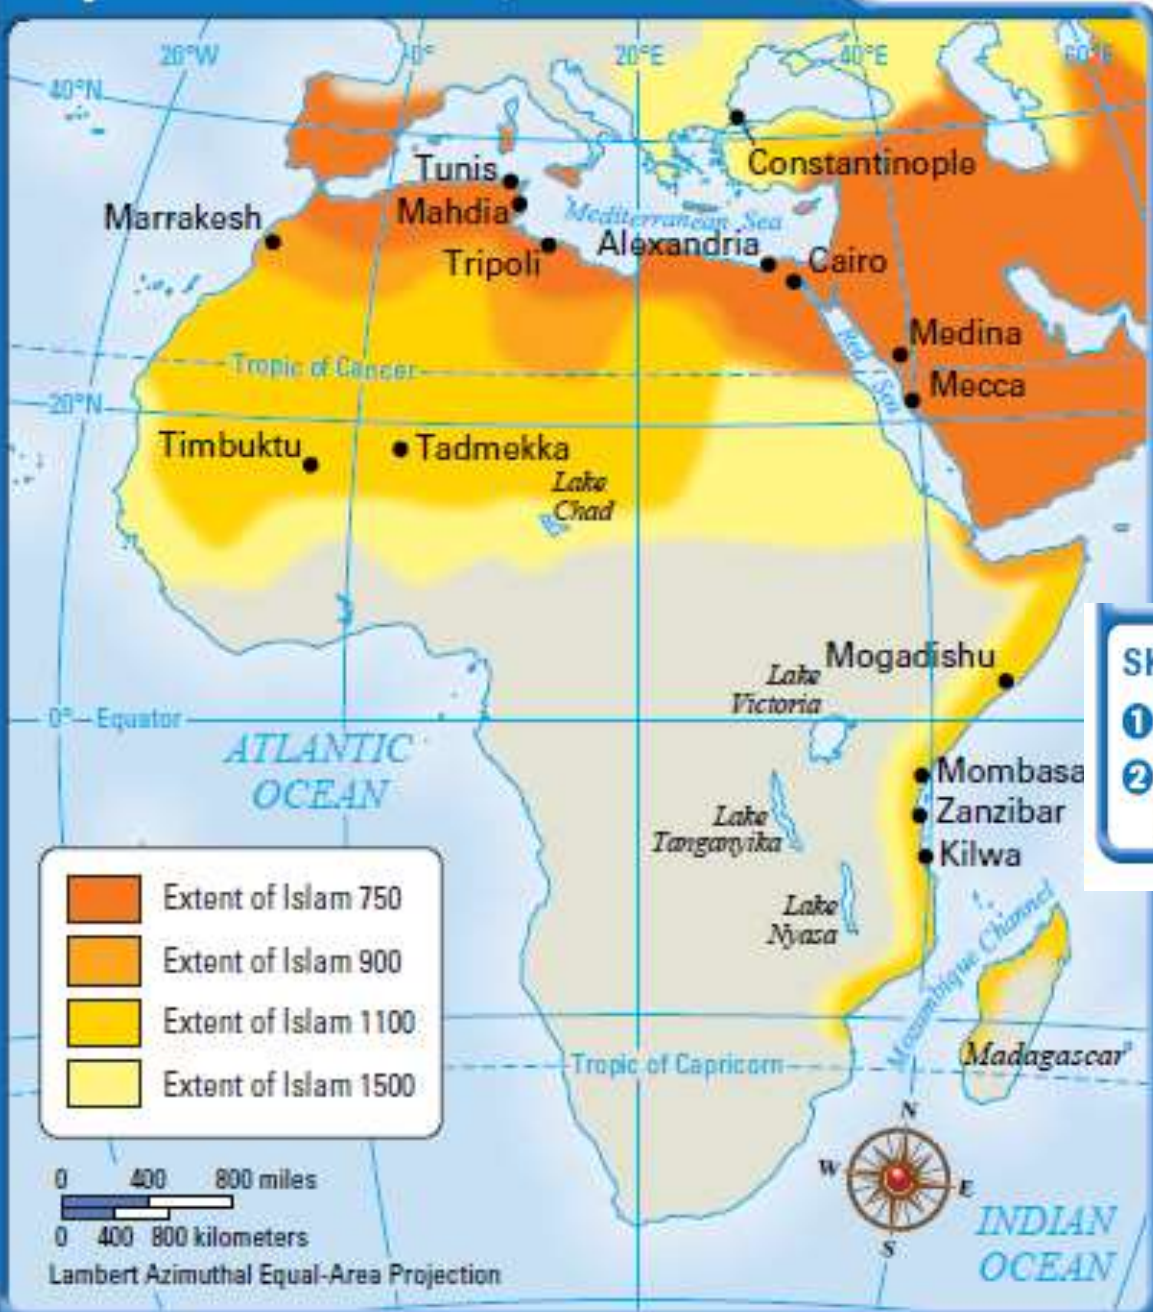 20°W
0°
20°E
40°E
60°E
40°N
Constantinople
Tunis
Mahdia
Mediterranean Sea
Marrakesh
Alexandria
Tripoli
Cairo
Red Sea
Medina
Tropic of Cancer
Mecca
20°N
Timbuktu
Tadmekka
Lake
Chad
Mogadishu
Lake
Victoria
0° Equator
ATLANTIC
OCEAN
Mombasa
Zanzibar
Lake
Tanganyika
Kilwa
Lake
Nyasa
Mozambique Channel
Madagascar
Tropic of Capricorn
Extent of Islam 750
Extent of Islam 900
Extent of Islam 1100
Extent of Islam 1500
N
W
E
S
INDIAN
OCEAN
0 400 800 miles
0 400 800 kilometers
Lambert Azimuthal Equal-Area Projection
1
2